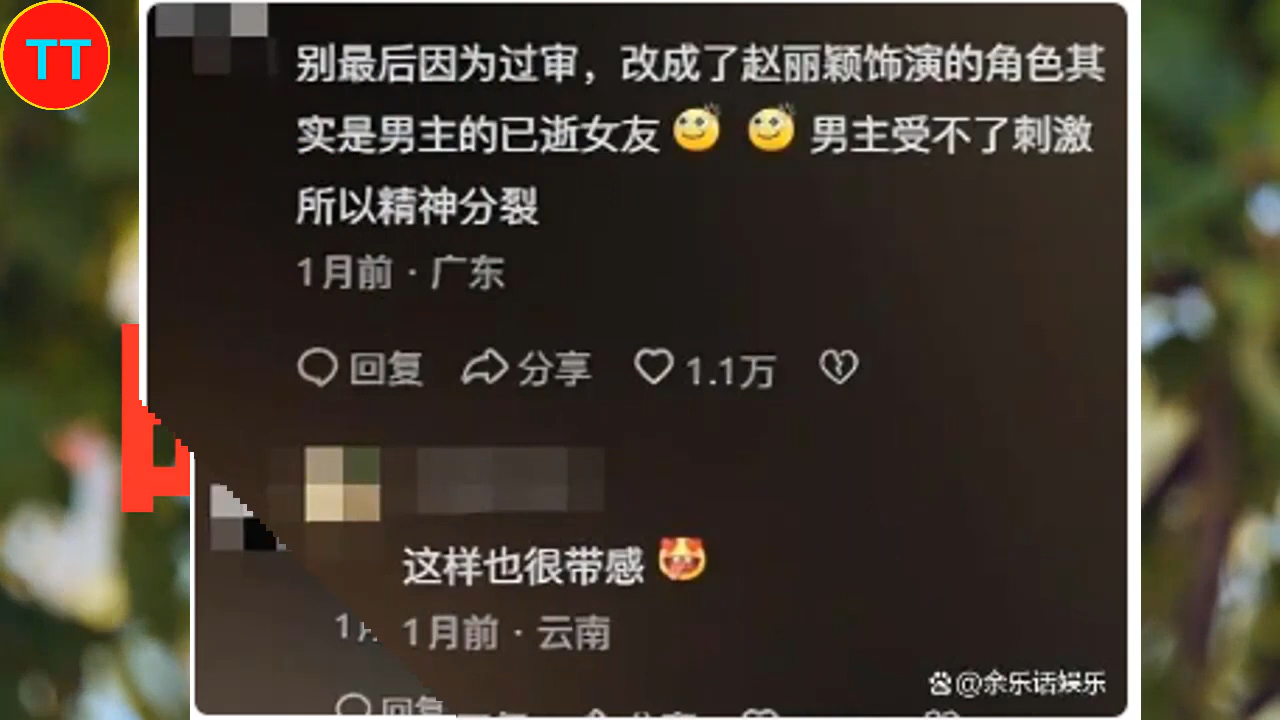 TT
别最后因为过审，改成了赵丽颖饰演的角色其
实是男主的已逝女友 男主受不了刺激
所以精神分裂
1月前 · 广东
回复 分享 1.1万
这样也很带感
1月前 · 云南
@余乐话娱乐
回复